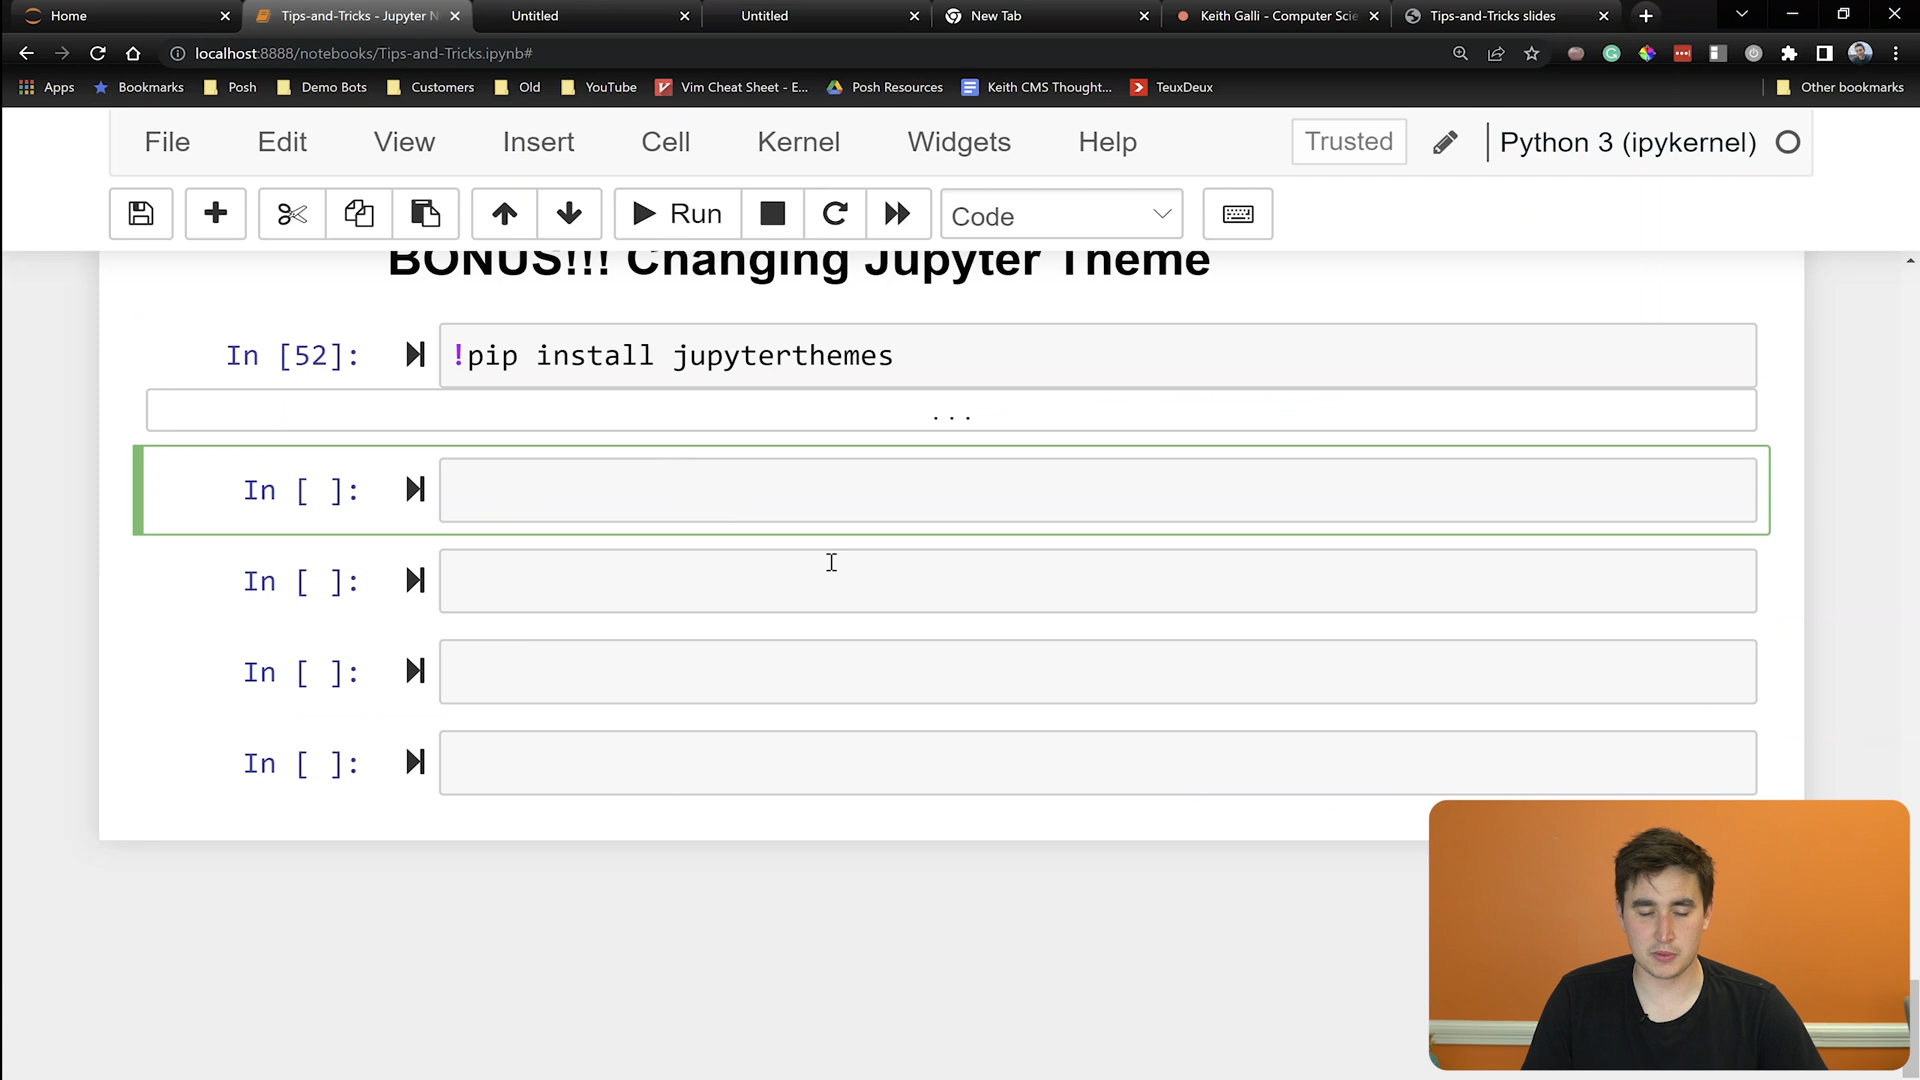 Home
Tips-and-Tricks - Jupyter N
Untitled
Untitled
New Tab
Keith Galli - Computer Scie
Tips-and-Tricks slides
localhost:8888/notebooks/Tips-and-Tricks.ipynb#
Apps Bookmarks Posh Demo Bots Customers Old YouTube Vim Cheat Sheet - E... Posh Resources Keith CMS Thought... TeuxDeux Other bookmarks
File Edit View Insert Cell Kernel Widgets Help Trusted Python 3 (ipykernel)
Run Code
BONUS!!! Changing Jupyter Theme
In [52]: !pip install jupyterthemes
...
In [ ]:
In [ ]:
In [ ]:
In [ ]: